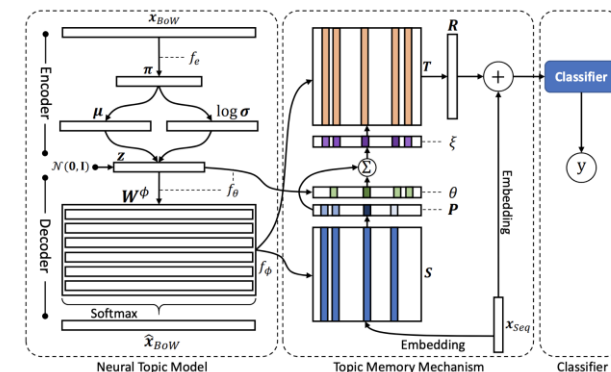 x_BoW
f_e
π
μ
log σ
Encoder
z
𝒩(0, I)
f_θ
W^ϕ
Decoder
f_ϕ
Softmax
x̂_BoW
Neural Topic Model
R
T
ξ
Σ
θ
P
S
Embedding
x_Seq
Embedding
+
Topic Memory Mechanism
Classifier
y
Classifier